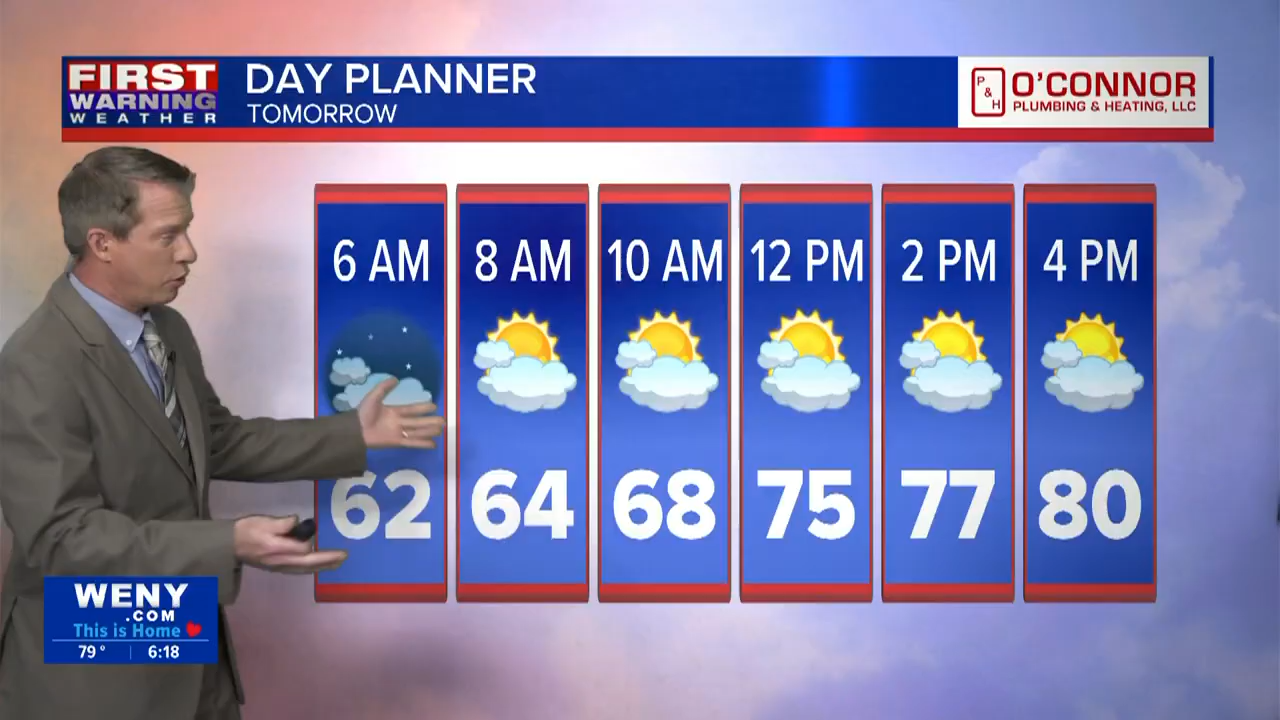 FIRST
WARNING
WEATHER
DAY PLANNER
TOMORROW
P & H
O'CONNOR
PLUMBING & HEATING, LLC
6 AM
8 AM
10 AM
12 PM
2 PM
4 PM
62
64
68
75
77
80
WENY
.COM
This is Home
79° | 6:18